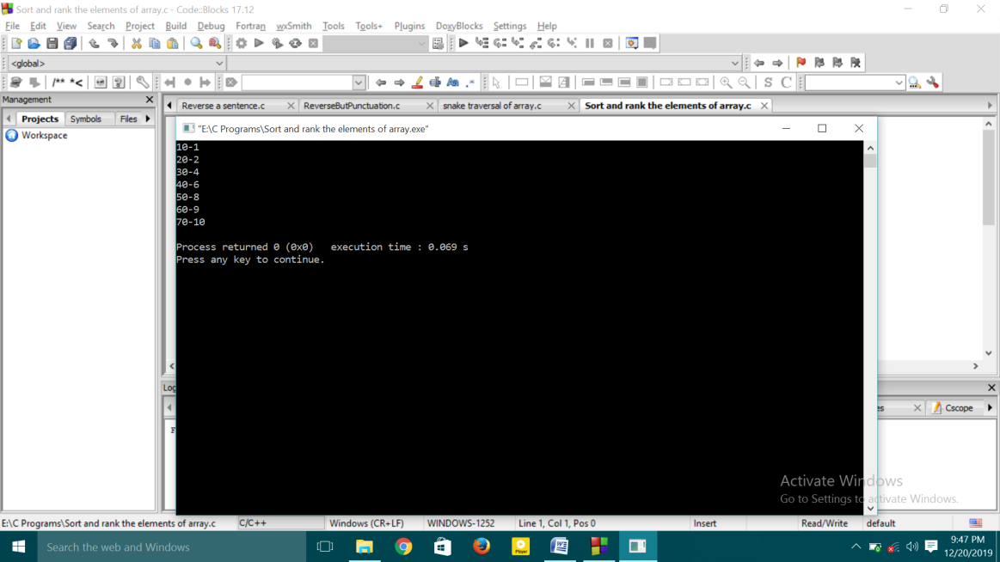 Sort and rank the elements of array.c - Code::Blocks 17.12
File Edit View Search Project Build Debug Fortran wxSmith Tools Tools+ Plugins DoxyBlocks Settings Help
<global>
/** *<
S C
Management
Projects Symbols Files
Workspace
Reverse a sentence.c ReverseButPunctuation.c snake traversal of array.c Sort and rank the elements of array.c
"E:\C Programs\Sort and rank the elements of array.exe"
10-1
20-2
30-4
40-6
50-8
60-9
70-10
Process returned 0 (0x0)   execution time : 0.069 s
Press any key to continue.
Log
es Cscope
F
Activate Windows
Go to Settings to activate Windows.
E:\C Programs\Sort and rank the elements of array.c C/C++ Windows (CR+LF) WINDOWS-1252 Line 1, Col 1, Pos 0 Insert Read/Write default
Search the web and Windows
9:47 PM
12/20/2019